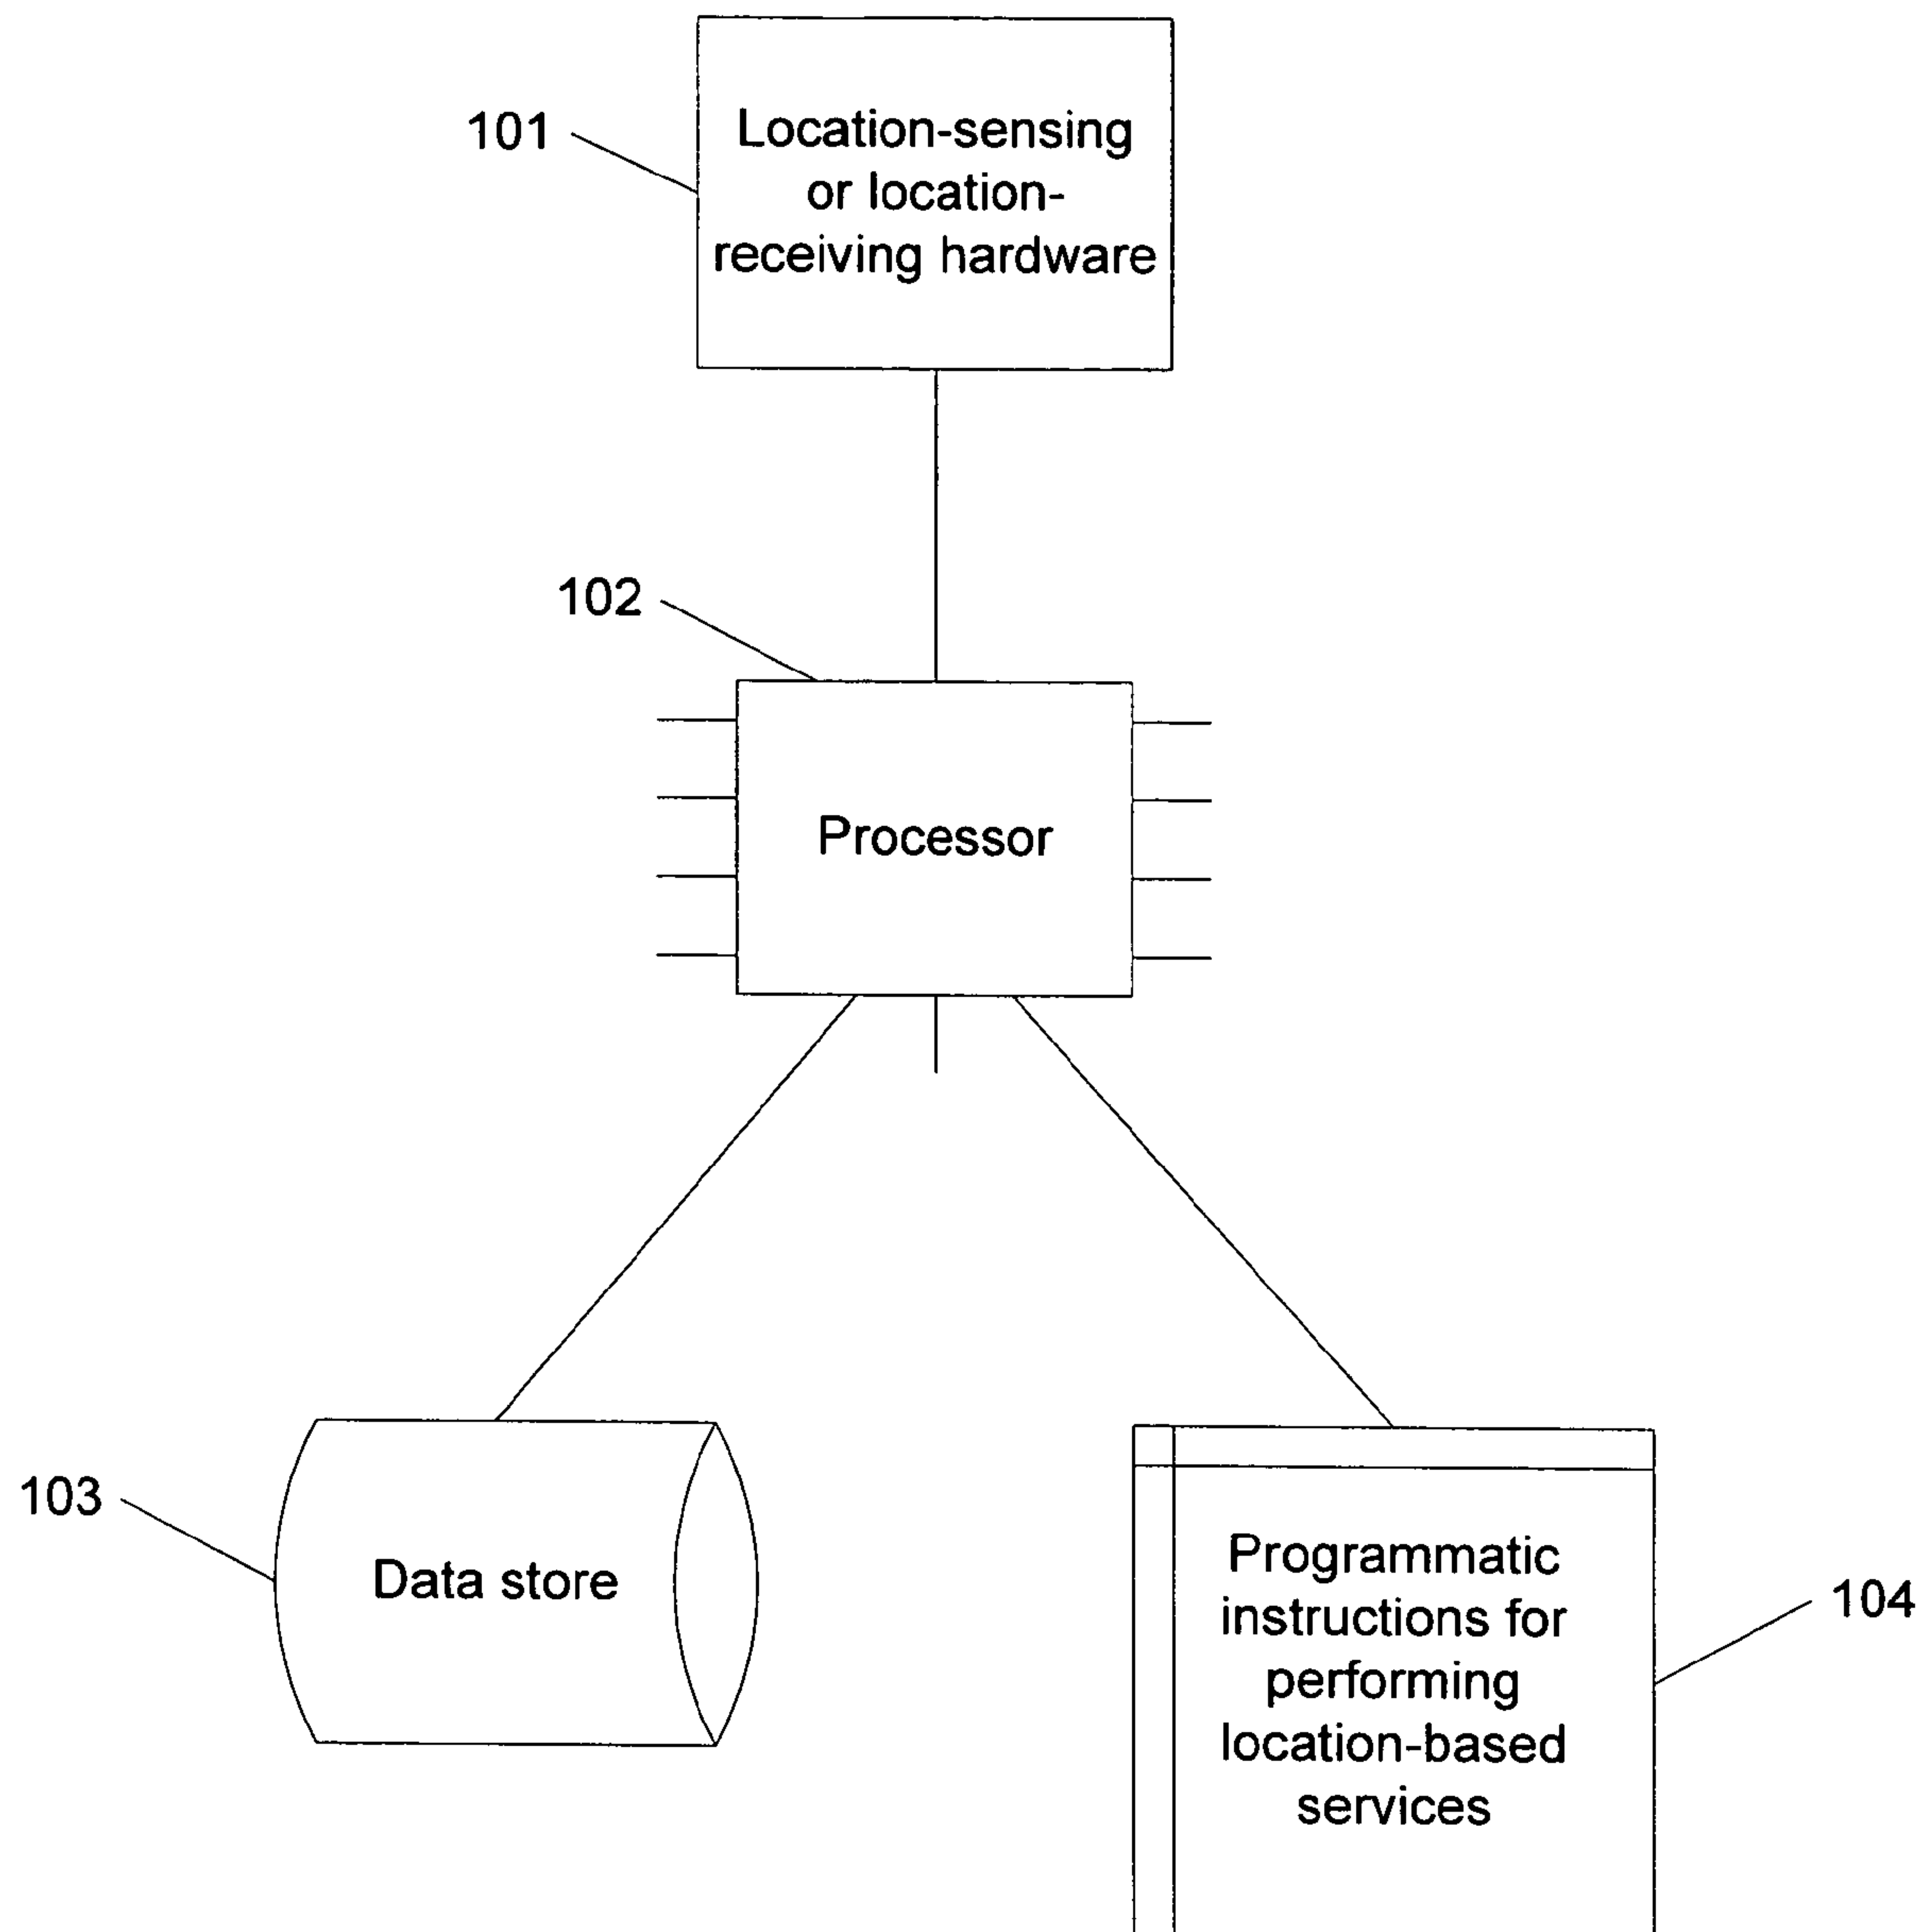 101
Location-sensing
or location-
receiving hardware
102
Processor
103
Data store
Programmatic
instructions for
performing
location-based
services
104